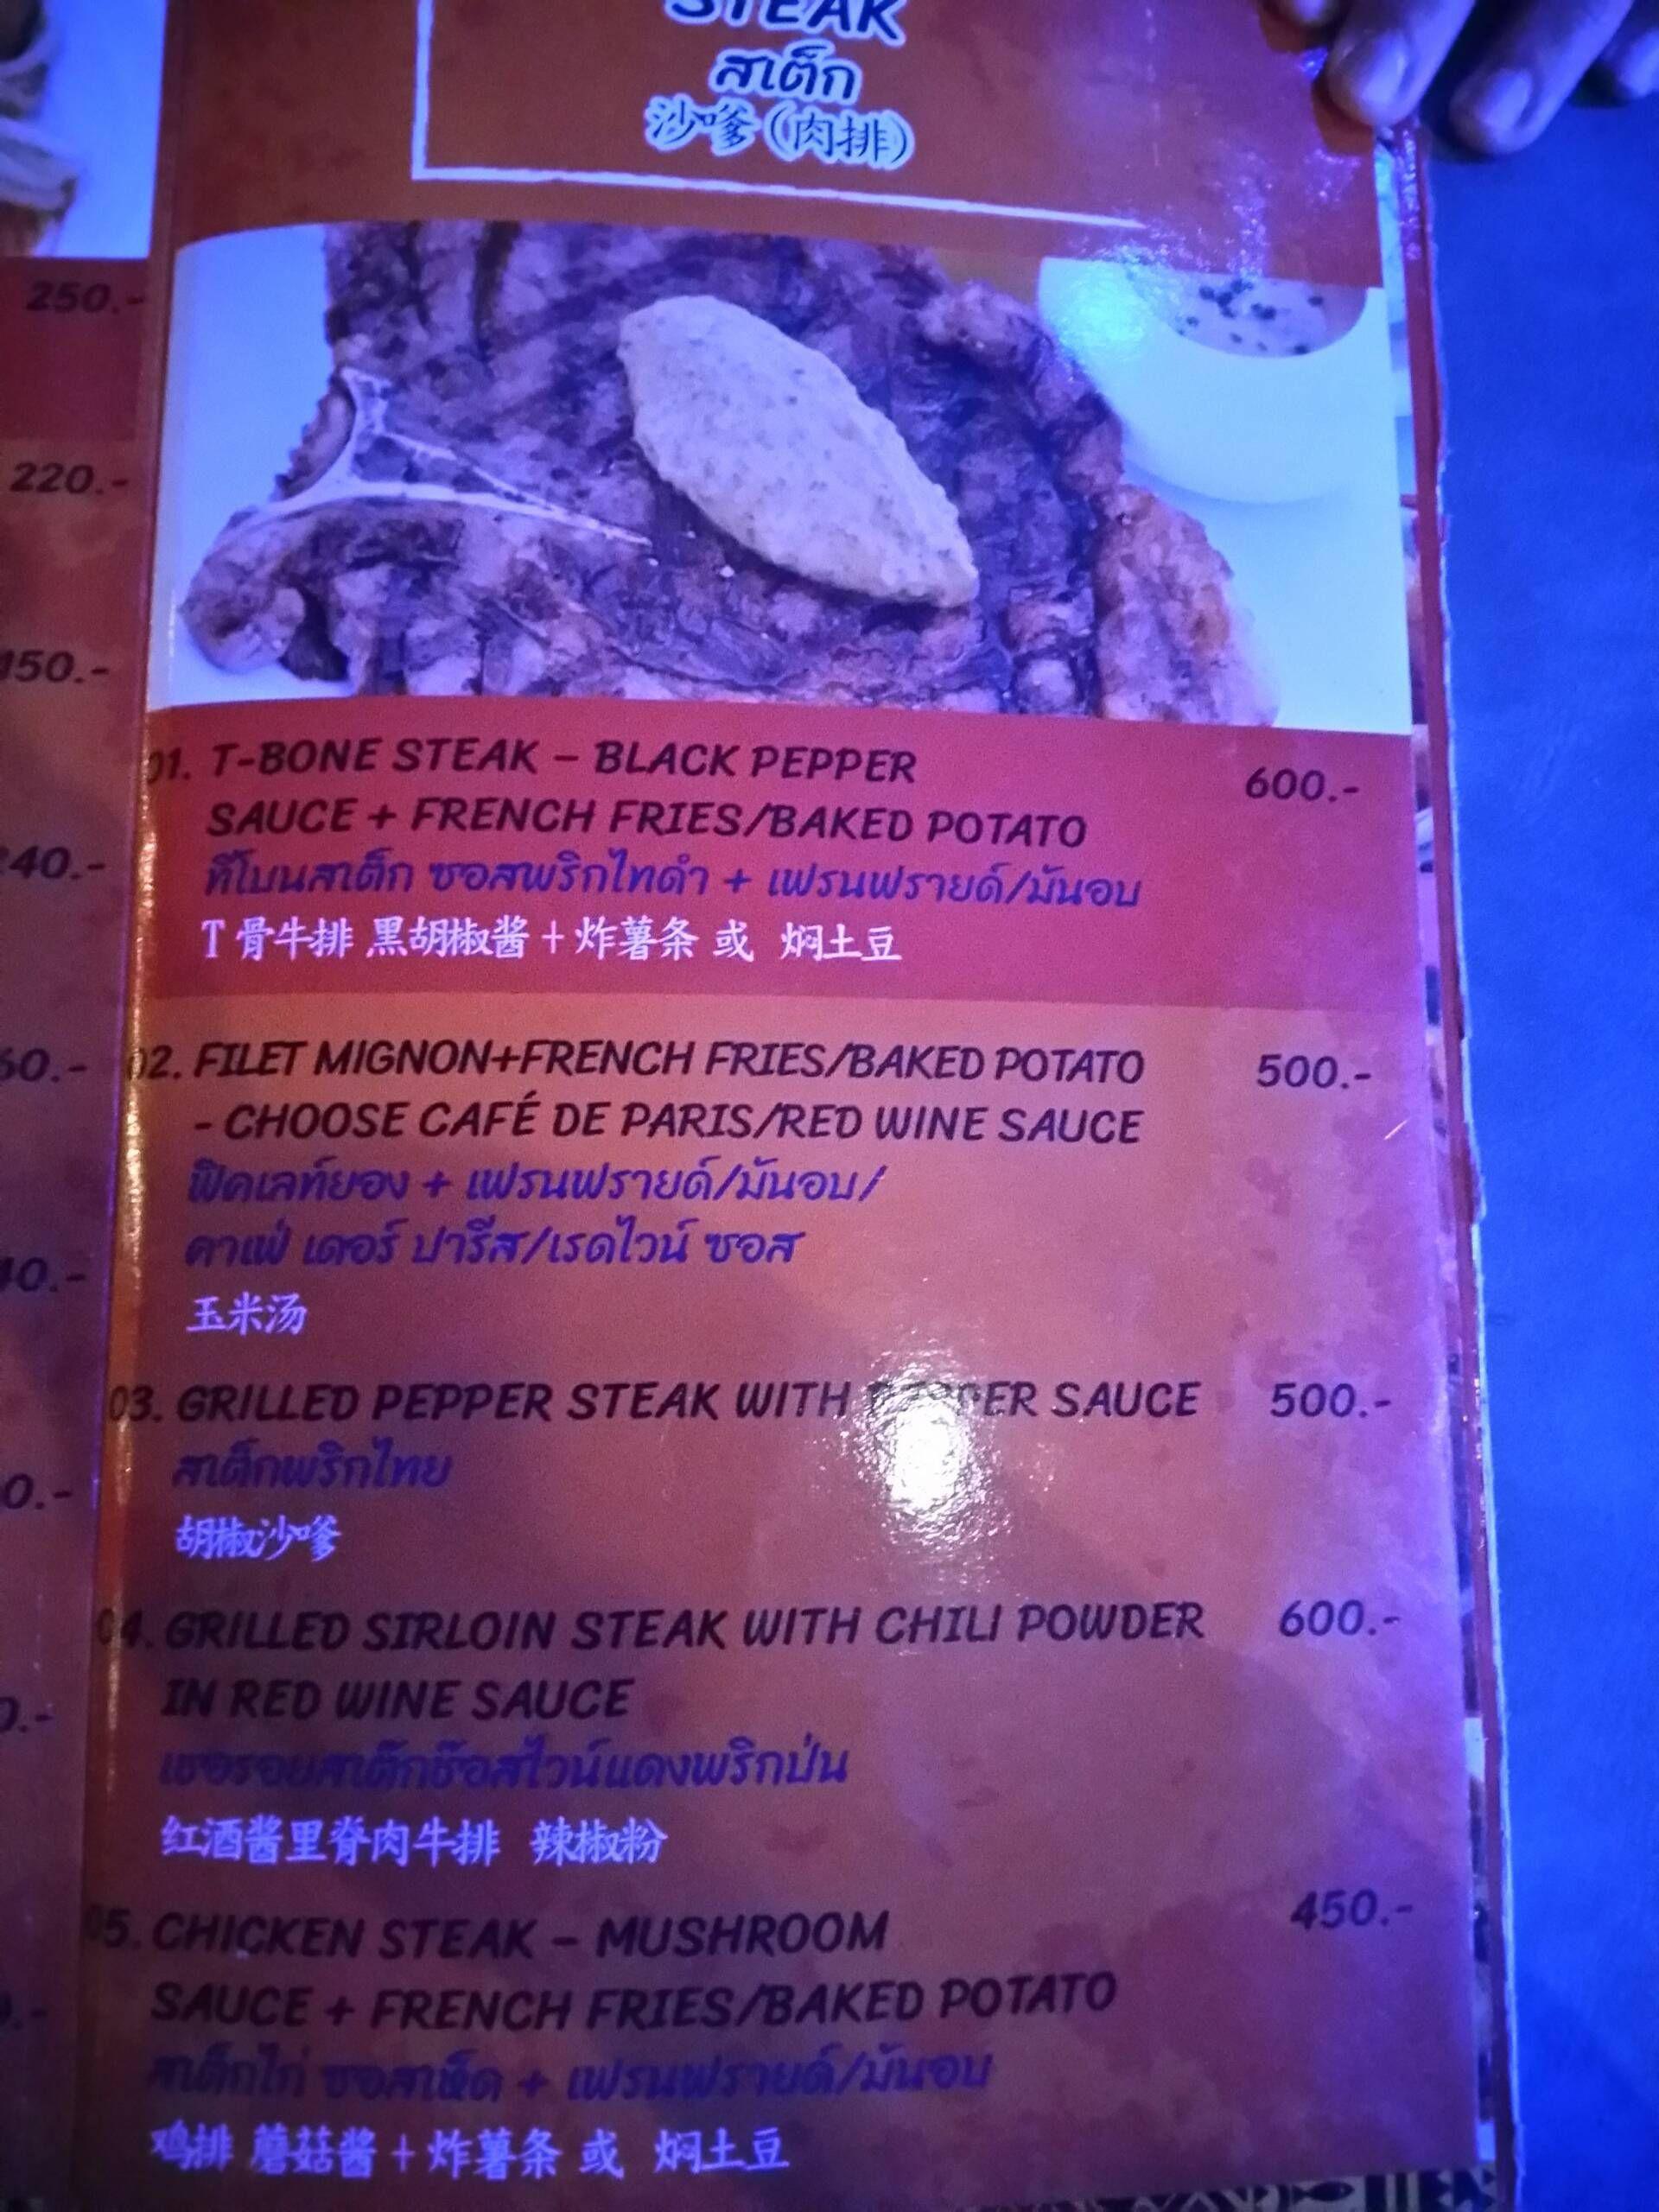 STEAK
สเต็ก
沙嗲(肉排)
250.-
220.-
150.-
01. T-BONE STEAK – BLACK PEPPER
SAUCE + FRENCH FRIES/BAKED POTATO
600.-
ทีโบนสเต็ก ซอสพริกไทดำ + เฟรนฟรายด์/มันอบ
T骨牛排 黑胡椒酱+炸薯条 或 焖土豆
02. FILET MIGNON+FRENCH FRIES/BAKED POTATO
500.-
- CHOOSE CAFÉ DE PARIS/RED WINE SAUCE
ฟิคเลท์ยอง + เฟรนฟรายด์/มันอบ/
คาเฟ่ เดอร์ ปารีส/เรดไวน์ ซอส
玉米汤
03. GRILLED PEPPER STEAK WITH PEPPER SAUCE
500.-
สเต็กพริกไทย
胡椒沙嗲
04. GRILLED SIRLOIN STEAK WITH CHILI POWDER
600.-
IN RED WINE SAUCE
เซอรอยสเต๊กซ๊อสไวน์แดงพริกป่น
红酒酱里脊肉牛排 辣椒粉
05. CHICKEN STEAK – MUSHROOM
450.-
SAUCE + FRENCH FRIES/BAKED POTATO
สเต็กไก่ ซอสเห็ด + เฟรนฟรายด์/มันอบ
鸡排 蘑菇酱+炸薯条 或 焖土豆